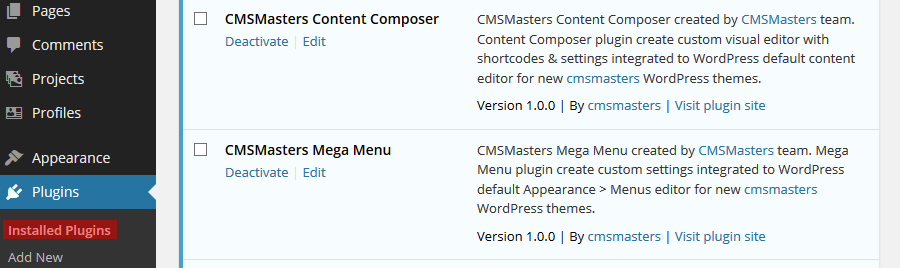 Pages
Comments
Projects
Profiles
Appearance
Plugins
Installed Plugins
Add New
CMSMasters Content Composer
Deactivate | Edit
CMSMasters Content Composer created by CMSMasters team.
Content Composer plugin create custom visual editor with
shortcodes & settings integrated to WordPress default content
editor for new cmsmasters WordPress themes.
Version 1.0.0 | By cmsmasters | Visit plugin site
CMSMasters Mega Menu
Deactivate | Edit
CMSMasters Mega Menu created by CMSMasters team. Mega
Menu plugin create custom settings integrated to WordPress
default Appearance > Menus editor for new cmsmasters
WordPress themes.
Version 1.0.0 | By cmsmasters | Visit plugin site